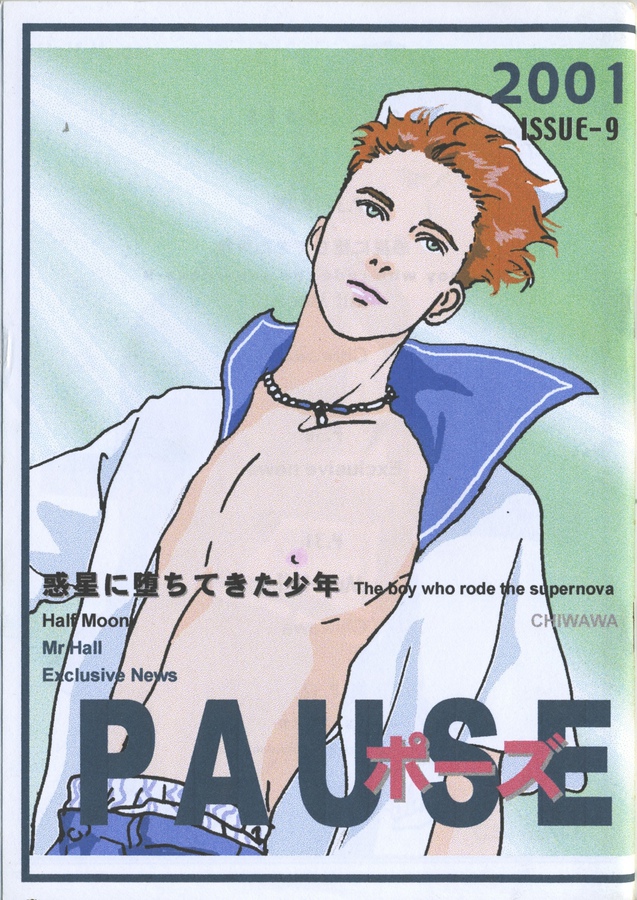 2001
ISSUE-9
惑星に堕ちてきた少年 The boy who rode the supernova
Half Moon
CHIWAWA
Mr Hall
Exclusive News
PAUSE
ポーズ